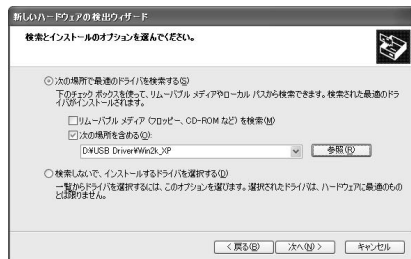 新しいハードウェアの検出ウィザード
検索とインストールのオプションを選んでください。
次の場所で最適のドライバを検索する(S)
下のチェック ボックスを使って、リムーバブル メディアやローカル パスから検索できます。検索された最適のドラ
イバがインストールされます。
リムーバブル メディア (フロッピー、CD-ROM など) を検索(M)
次の場所を含める(O):
D:¥USB Driver¥Win2k_XP
参照(R)
検索しないで、インストールするドライバを選択する(D)
一覧からドライバを選択するには、このオプションを選びます。選択されたドライバは、ハードウェアに最適のもの
とは限りません。
< 戻る(B)
次へ(N) >
キャンセル